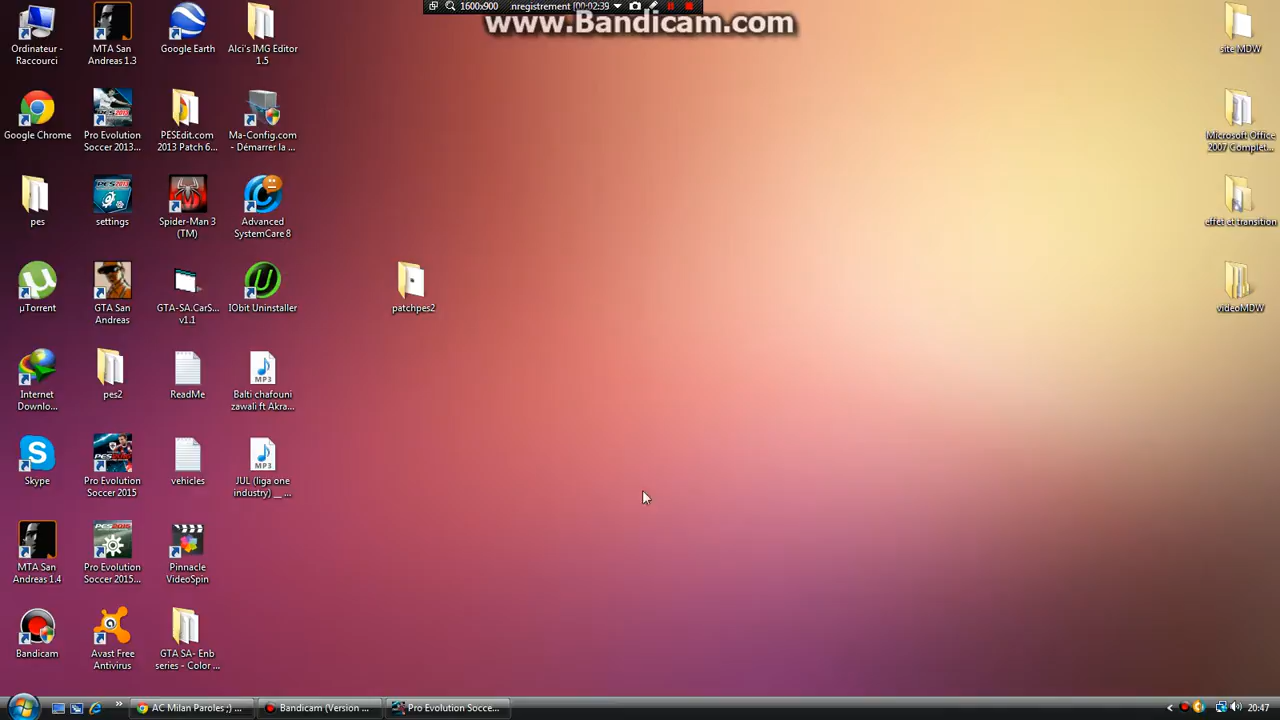 1600x900 nregistrement [00:02:39]
www.Bandicam.com
Ordinateur -
Raccourci
MTA San
Andreas 1.3
Google Earth
Alci's IMG Editor
1.5
site MDW
Google Chrome
Pro Evolution
Soccer 2013...
PESEdit.com
2013 Patch 6...
Ma-Config.com
- Démarrer la ...
Microsoft Office
2007 Complet...
pes
settings
Spider-Man 3
(TM)
Advanced
SystemCare 8
effet et transition
µTorrent
GTA San
Andreas
GTA-SA.CarS...
v1.1
IObit Uninstaller
patchpes2
videoMDW
Internet
Downlo...
pes2
ReadMe
MP3
Balti chafouni
zawali ft Akra...
Skype
Pro Evolution
Soccer 2015
vehicles
MP3
JUL (liga one
industry) __ ...
MTA San
Andreas 1.4
Pro Evolution
Soccer 2015...
Pinnacle
VideoSpin
Bandicam
Avast Free
Antivirus
GTA SA- Enb
series - Color ...
AC Milan Paroles ;) ...
Bandicam (Version ...
Pro Evolution Socce...
20:47